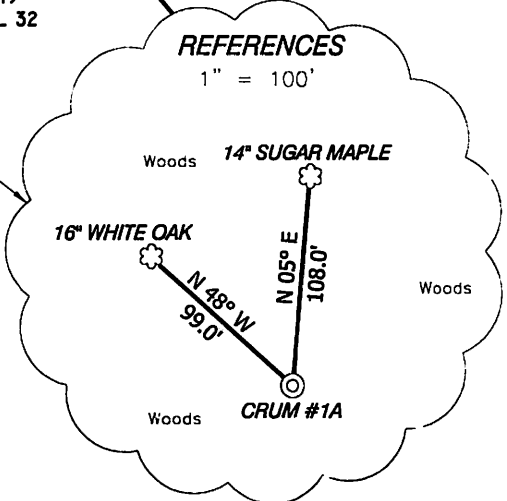 L 32
REFERENCES
1" = 100'
Woods
14" SUGAR MAPLE
16" WHITE OAK
N 05° E
108.0'
N 48° W
99.0'
Woods
CRUM #1A
Woods